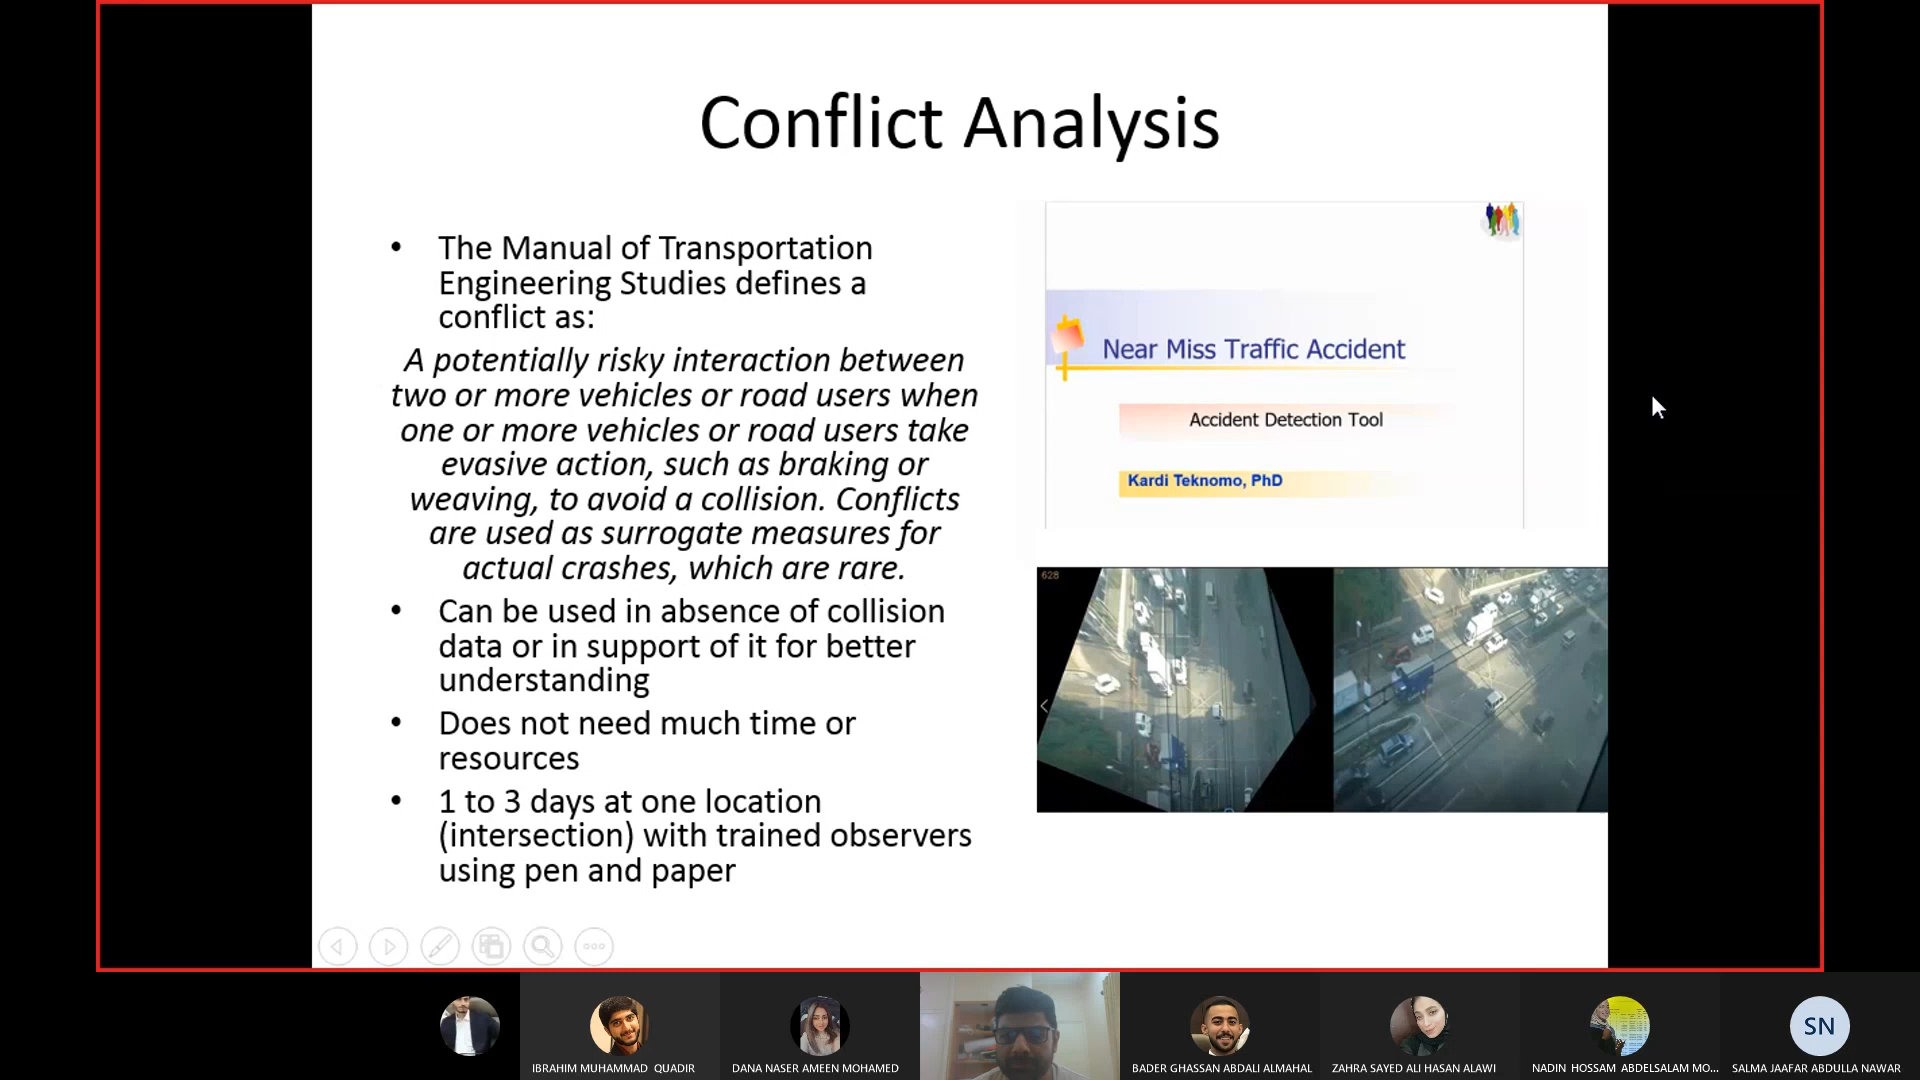 Conflict Analysis
• The Manual of Transportation
Engineering Studies defines a
conflict as:
A potentially risky interaction between
two or more vehicles or road users when
one or more vehicles or road users take
evasive action, such as braking or
weaving, to avoid a collision. Conflicts
are used as surrogate measures for
actual crashes, which are rare.
• Can be used in absence of collision
data or in support of it for better
understanding
• Does not need much time or
resources
• 1 to 3 days at one location
(intersection) with trained observers
using pen and paper
Near Miss Traffic Accident
Accident Detection Tool
Kardi Teknomo, PhD
628
IBRAHIM MUHAMMAD QUADIR
DANA NASER AMEEN MOHAMED
BADER GHASSAN ABDALI ALMAHAL
ZAHRA SAYED ALI HASAN ALAWI
NADIN HOSSAM ABDELSALAM MO...
SN
SALMA JAAFAR ABDULLA NAWAR